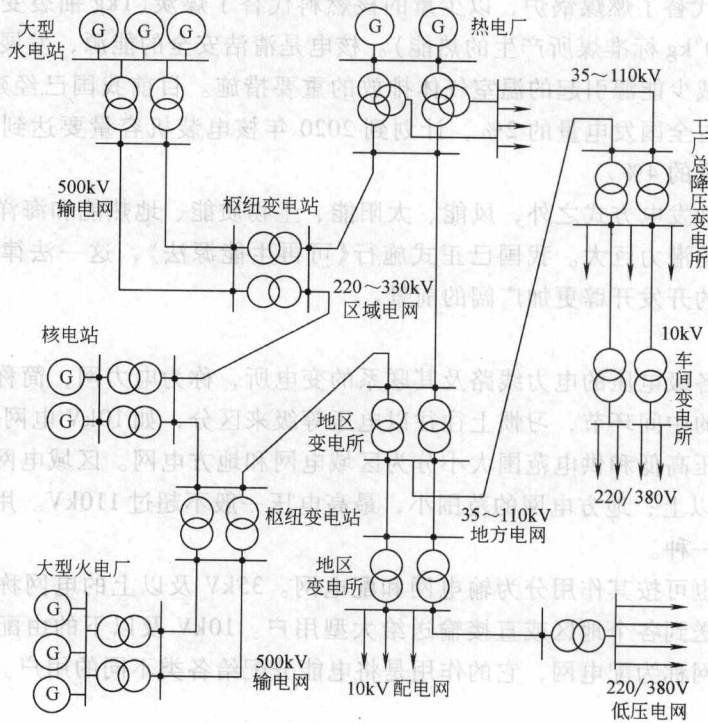 大型
水电站
G G G
G G
热电厂
35~110kV
工厂总降压变电所
500kV
输电网
枢纽变电站
220~330kV
区域电网
核电站
G
G
10kV
车间变电所
地区
变电所
220/380V
枢纽变电站
35~110kV
地方电网
大型火电厂
G
G
G
地区
变电所
500kV
输电网
10kV配电网
220/380V
低压电网